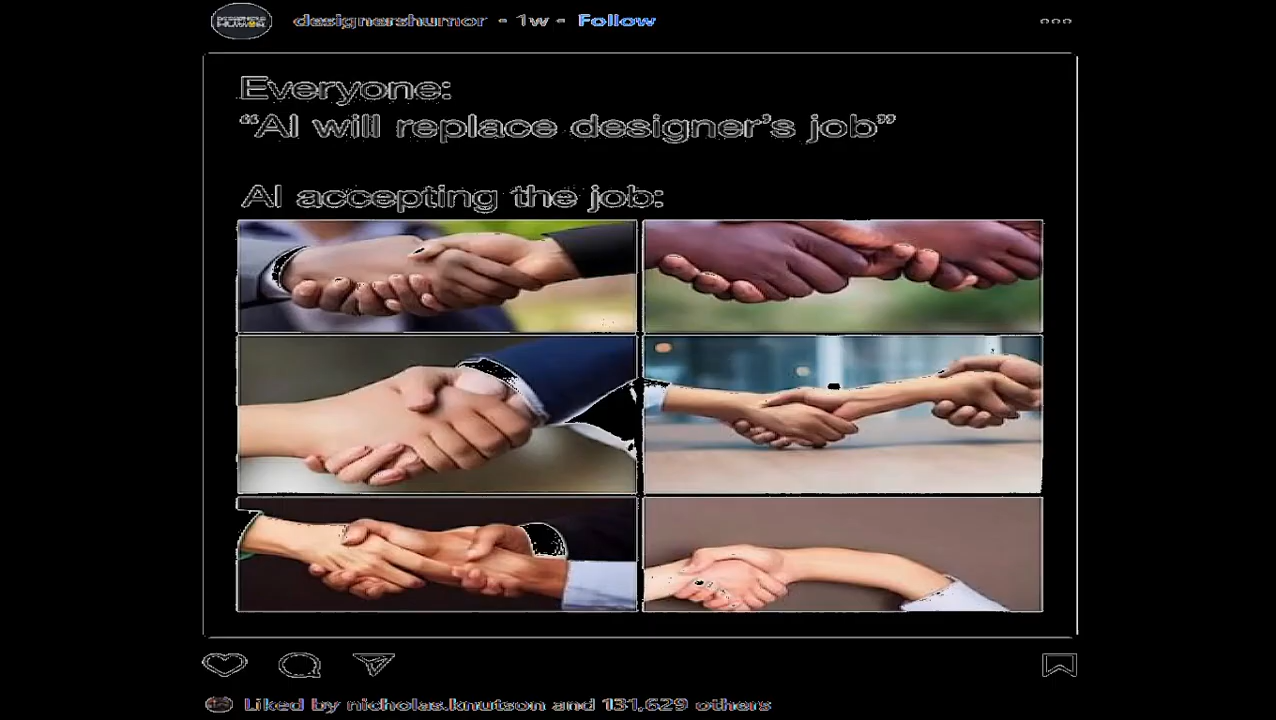 designershumor • 1w • Follow
Everyone:
“AI will replace designer’s job”
AI accepting the job:
Liked by nicholas.knutson and 131,629 others